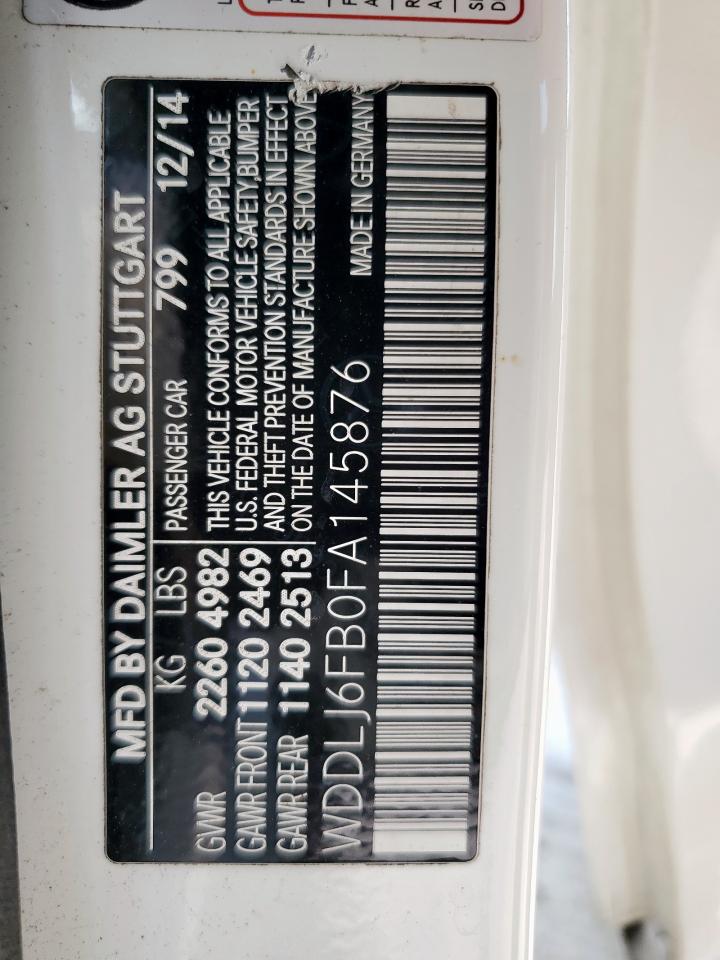 MFD BY DAIMLER AG STUTTGART
KG LBS PASSENGER CAR 799 12/14
GVWR 2260 4982 THIS VEHICLE CONFORMS TO ALL APPLICABLE
GAWR FRONT 1120 2469 U.S. FEDERAL MOTOR VEHICLE SAFETY, BUMPER
GAWR REAR 1140 2513 AND THEFT PREVENTION STANDARDS IN EFFECT
ON THE DATE OF MANUFACTURE SHOWN ABOVE
WDDLJ6FB0FA145876 MADE IN GERMANY